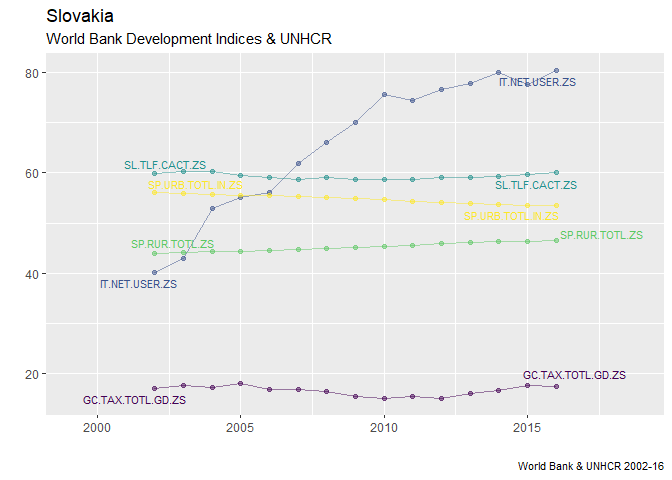 Slovakia
World Bank Development Indices & UNHCR
80
IT.NET.USER.ZS
SL.TLF.CACT.ZS
60
SP.URB.TOTL.IN.ZS
SL.TLF.CACT.ZS
SP.URB.TOTL.IN.ZS
SP.RUR.TOTL.ZS
SP.RUR.TOTL.ZS
40
IT.NET.USER.ZS
20
GC.TAX.TOTL.GD.ZS
GC.TAX.TOTL.GD.ZS
2000 2005 2010 2015
World Bank & UNHCR 2002-16